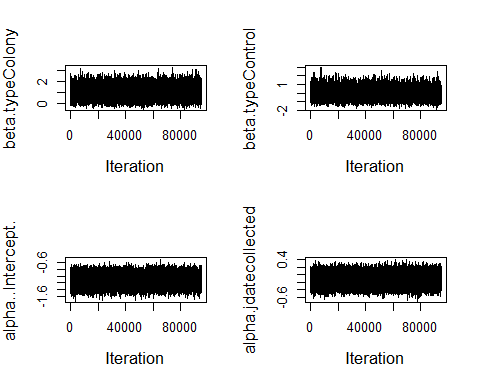 beta.typeColony
0 2
0 40000 80000
Iteration
beta.typeControl
-2 1
0 40000 80000
Iteration
alpha...Intercept.
-1.6 -0.6
0 40000 80000
Iteration
alpha.jdatecollected
-0.6 0.4
0 40000 80000
Iteration